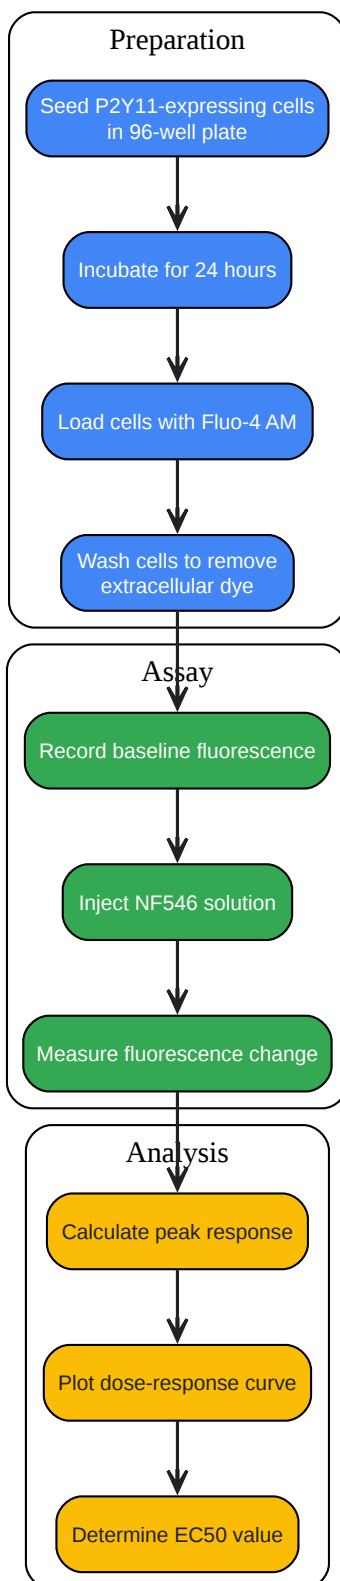 Preparation
Seed P2Y11-expressing cells
in 96-well plate
Incubate for 24 hours
Load cells with Fluo-4 AM
Wash cells to remove
extracellular dye
Assay
Record baseline fluorescence
Inject NF546 solution
Measure fluorescence change
Analysis
Calculate peak response
Plot dose-response curve
Determine EC50 value